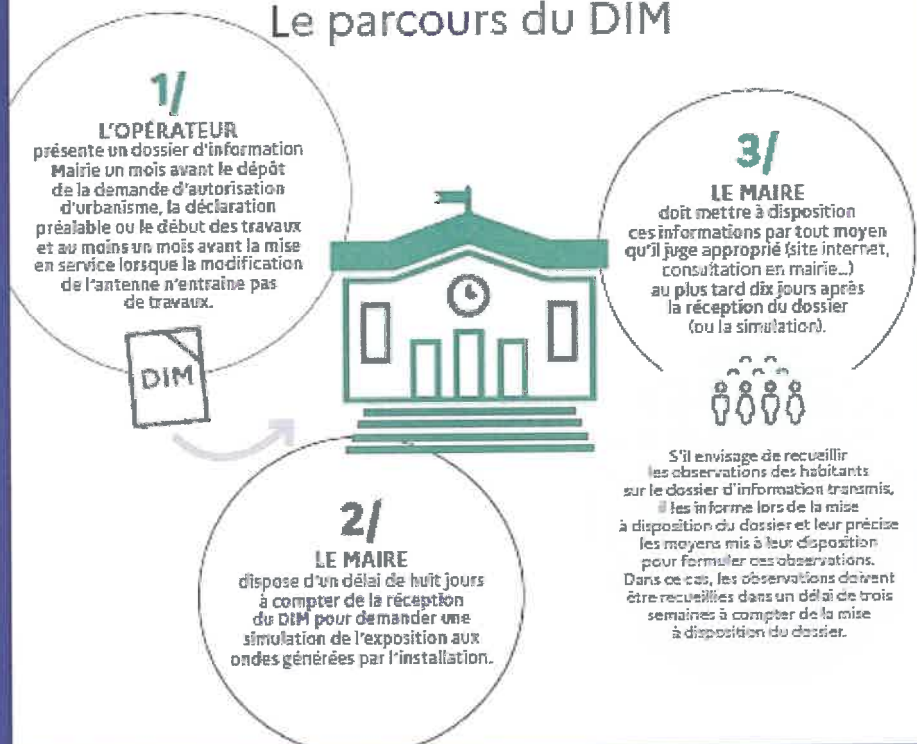 Le parcours du DIM
1/
L'OPÉRATEUR
présente un dossier d'information
Mairie un mois avant le dépôt
de la demande d'autorisation
d'urbanisme, la déclaration
préalable ou le début des travaux
et au moins un mois avant la mise
en service lorsque la modification
de l'antenne n'entraîne pas
de travaux.
DIM
2/
LE MAIRE
dispose d'un délai de huit jours
à compter de la réception
du DIM pour demander une
simulation de l'exposition aux
ondes générées par l'installation.
3/
LE MAIRE
doit mettre à disposition
ces informations par tout moyen
qu'il juge approprié (site internet,
consultation en mairie...)
au plus tard dix jours après
la réception du dossier
(ou la simulation).
S'il envisage de recueillir
les observations des habitants
sur le dossier d'information transmis,
il les informe lors de la mise
à disposition du dossier et leur précise
les moyens mis à leur disposition
pour formuler ces observations.
Dans ce cas, les observations doivent
être recueillies dans un délai de trois
semaines à compter de la mise
à disposition du dossier.